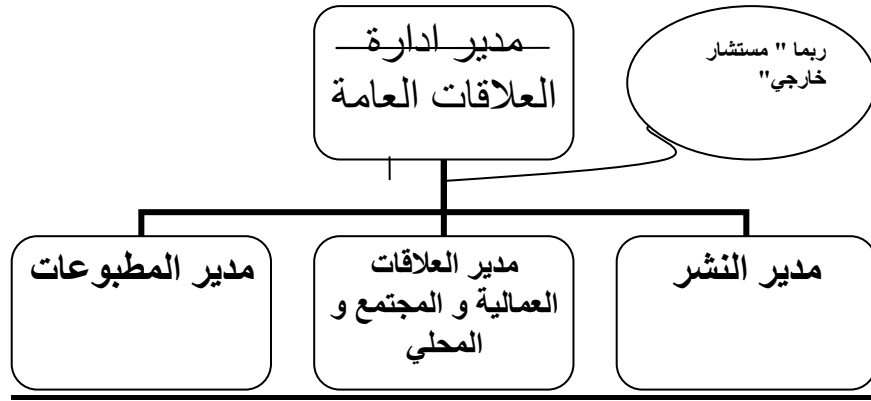 مدير ادارة
العلاقات العامة
ربما " مستشار
خارجي"
مدير النشر
مدير العلاقات
العمالية و المجتمع و
المحلي
مدير المطبوعات